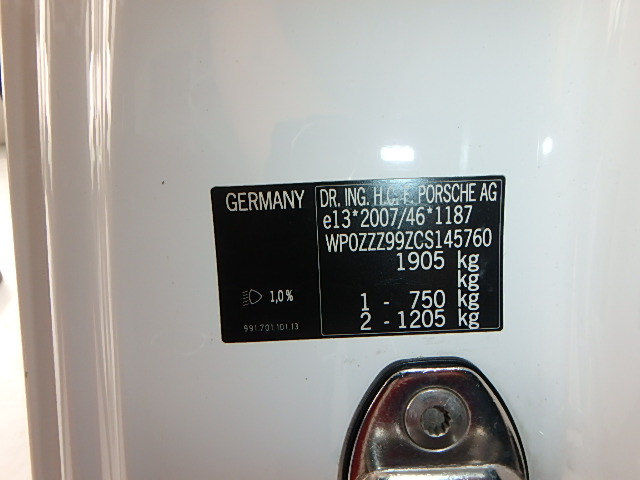 GERMANY
1,0%
991.701.101.13
DR. ING. H.C. F. PORSCHE AG
e13*2007/46*1187
WP0ZZZ99ZCS145760
1905 kg
kg
1 - 750 kg
2 - 1205 kg